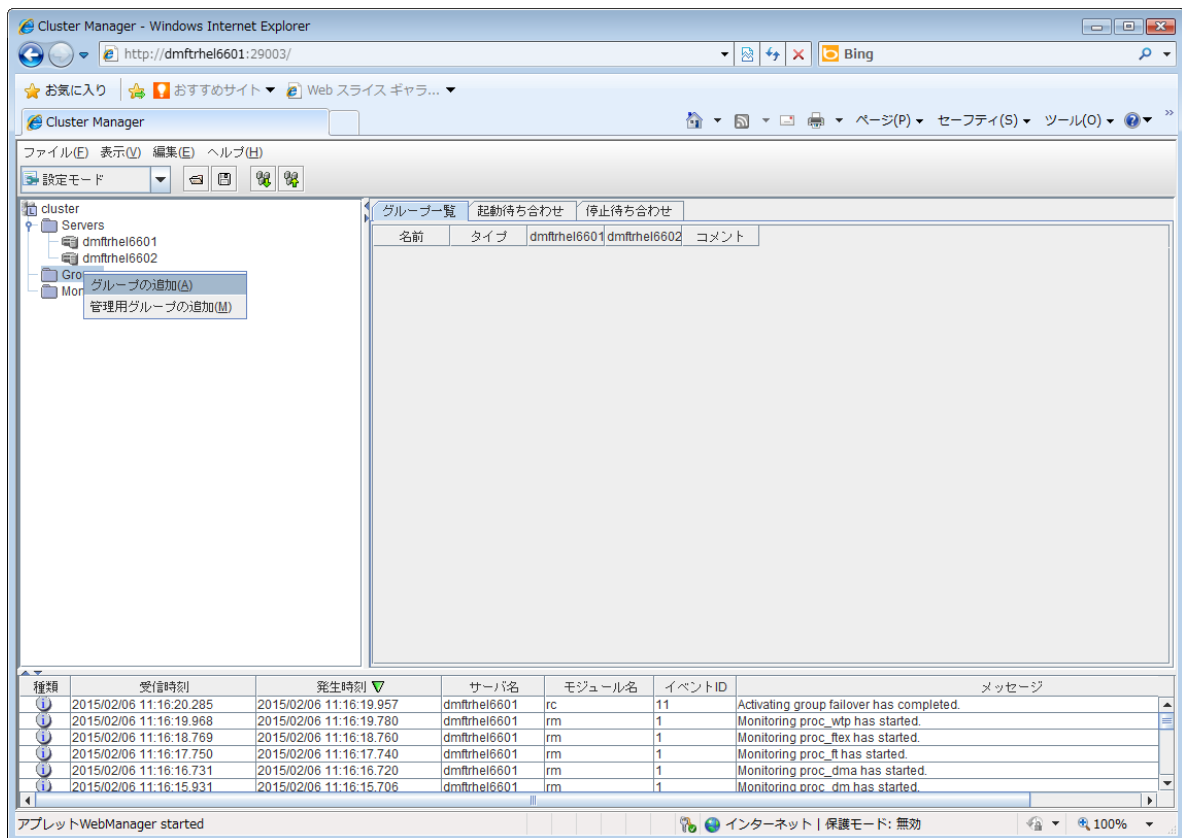 Cluster Manager - Windows Internet Explorer
http://dmftrhel6601:29003/
Bing
お気に入り
おすすめサイト
Web スライス ギャラ...
Cluster Manager
ページ(P)
セーフティ(S)
ツール(O)
ファイル(F) 表示(V) 編集(E) ヘルプ(H)
設定モード
cluster
Servers
dmftrhel6601
dmftrhel6602
グループの追加(A)
管理用グループの追加(M)
グループ一覧 起動待ち合わせ 停止待ち合わせ
名前 タイプ dmftrhel6601 dmftrhel6602 コメント
種類 受信時刻 発生時刻 サーバ名 モジュール名 イベントID メッセージ
2015/02/06 11:16:20.285 2015/02/06 11:16:19.957 dmftrhel6601 rc 11 Activating group failover has completed.
2015/02/06 11:16:19.968 2015/02/06 11:16:19.780 dmftrhel6601 rm 1 Monitoring proc_wtp has started.
2015/02/06 11:16:18.769 2015/02/06 11:16:18.760 dmftrhel6601 rm 1 Monitoring proc_ftex has started.
2015/02/06 11:16:17.750 2015/02/06 11:16:17.740 dmftrhel6601 rm 1 Monitoring proc_ft has started.
2015/02/06 11:16:16.731 2015/02/06 11:16:16.720 dmftrhel6601 rm 1 Monitoring proc_dma has started.
2015/02/06 11:16:15.931 2015/02/06 11:16:15.706 dmftrhel6601 rm 1 Monitoring proc_dm has started.
アプレットWebManager started
インターネット | 保護モード: 無効
100%